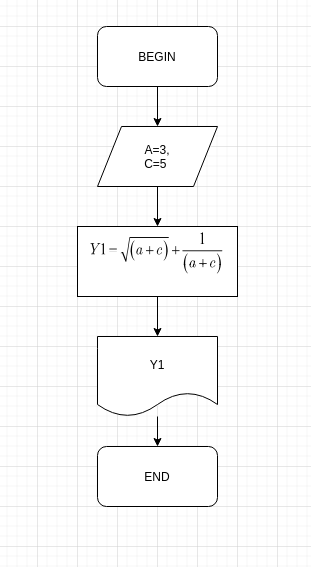 BEGIN
A=3,
C=5
Y1=√(a+c)+1/(a+c)
Y1
END